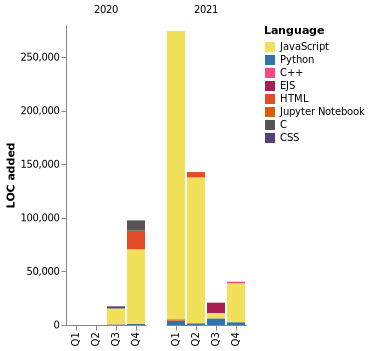 2020 2021
Language
JavaScript
Python
C++
EJS
HTML
Jupyter Notebook
C
CSS
LOC added
250,000
200,000
150,000
100,000
50,000
0
Q1 Q2 Q3 Q4 Q1 Q2 Q3 Q4